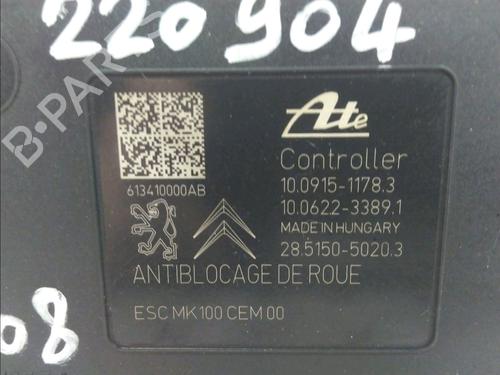 220904
B-PARTS
Ate
Controller
613410000AB
10.0915-1178.3
10.0622-3389.1
MADE IN HUNGARY
28.5150-5020.3
ANTIBLOCAGE DE ROUE
ESC MK100 CEM 00
08